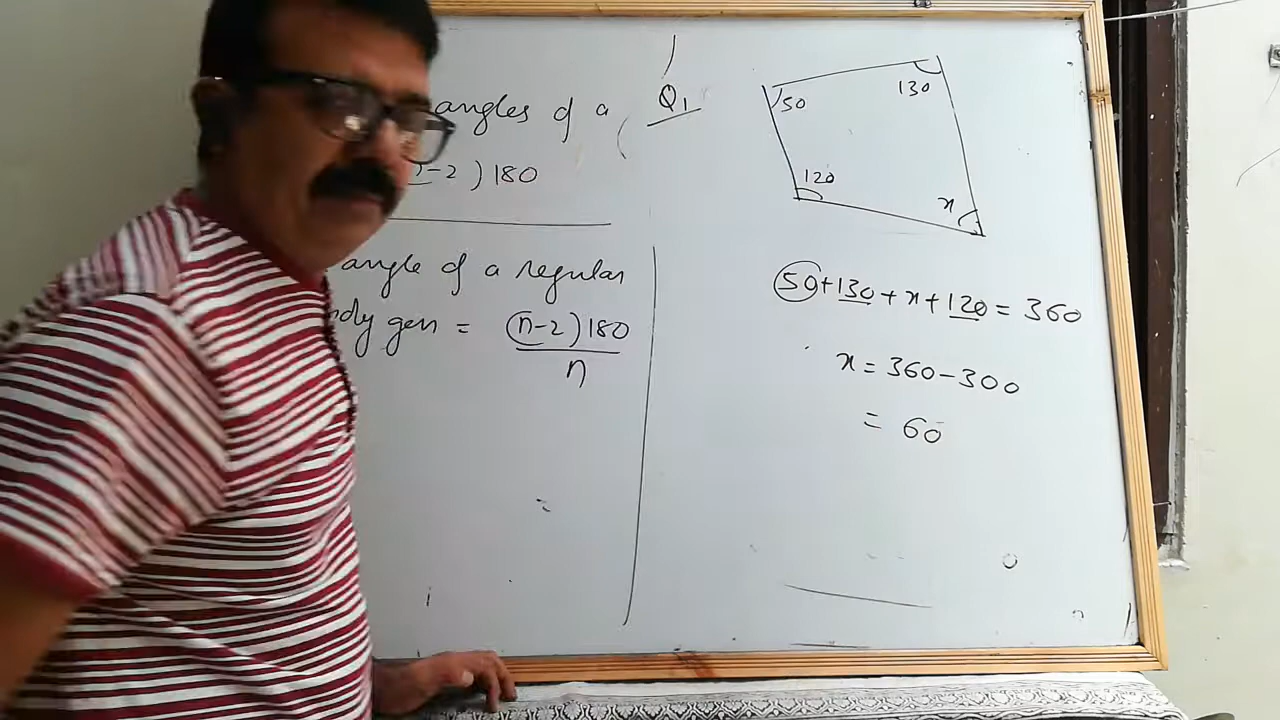 angles of a
-2 ) 180
angle of a regular
gen = (n-2)180
n
Q1
50
130
120
x
50+130+x+120=360
x=360-300
= 60